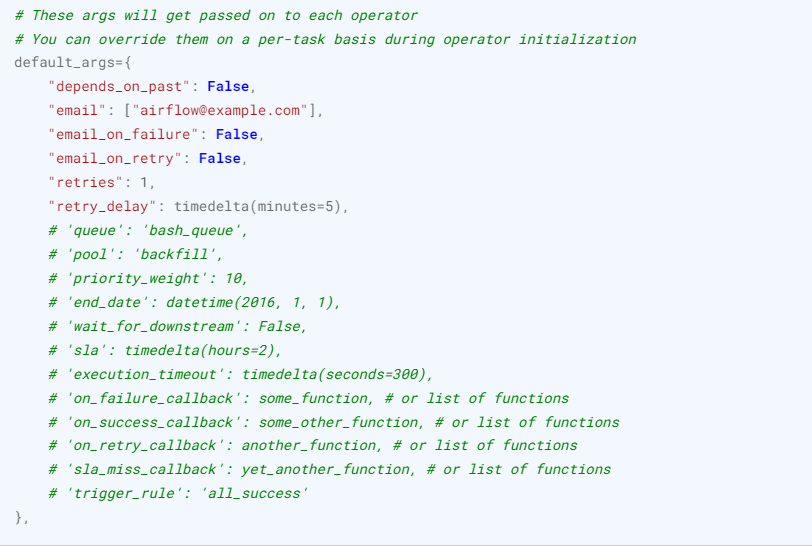 # These args will get passed on to each operator
# You can override them on a per-task basis during operator initialization
default_args={
    "depends_on_past": False,
    "email": ["airflow@example.com"],
    "email_on_failure": False,
    "email_on_retry": False,
    "retries": 1,
    "retry_delay": timedelta(minutes=5),
    # 'queue': 'bash_queue',
    # 'pool': 'backfill',
    # 'priority_weight': 10,
    # 'end_date': datetime(2016, 1, 1),
    # 'wait_for_downstream': False,
    # 'sla': timedelta(hours=2),
    # 'execution_timeout': timedelta(seconds=300),
    # 'on_failure_callback': some_function, # or list of functions
    # 'on_success_callback': some_other_function, # or list of functions
    # 'on_retry_callback': another_function, # or list of functions
    # 'sla_miss_callback': yet_another_function, # or list of functions
    # 'trigger_rule': 'all_success'
},